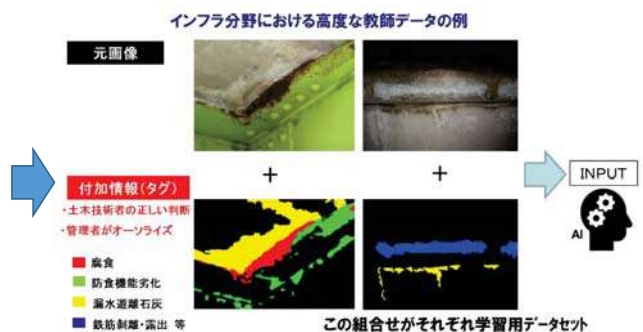 インフラ分野における高度な教師データの例
元画像
+
+
付加情報(タグ)
・土木技術者の正しい判断
・管理者がオーソライズ
腐食
防食機能劣化
漏水遊離石灰
鉄筋剥離・露出 等
INPUT
AI
この組合せがそれぞれ学習用データセット